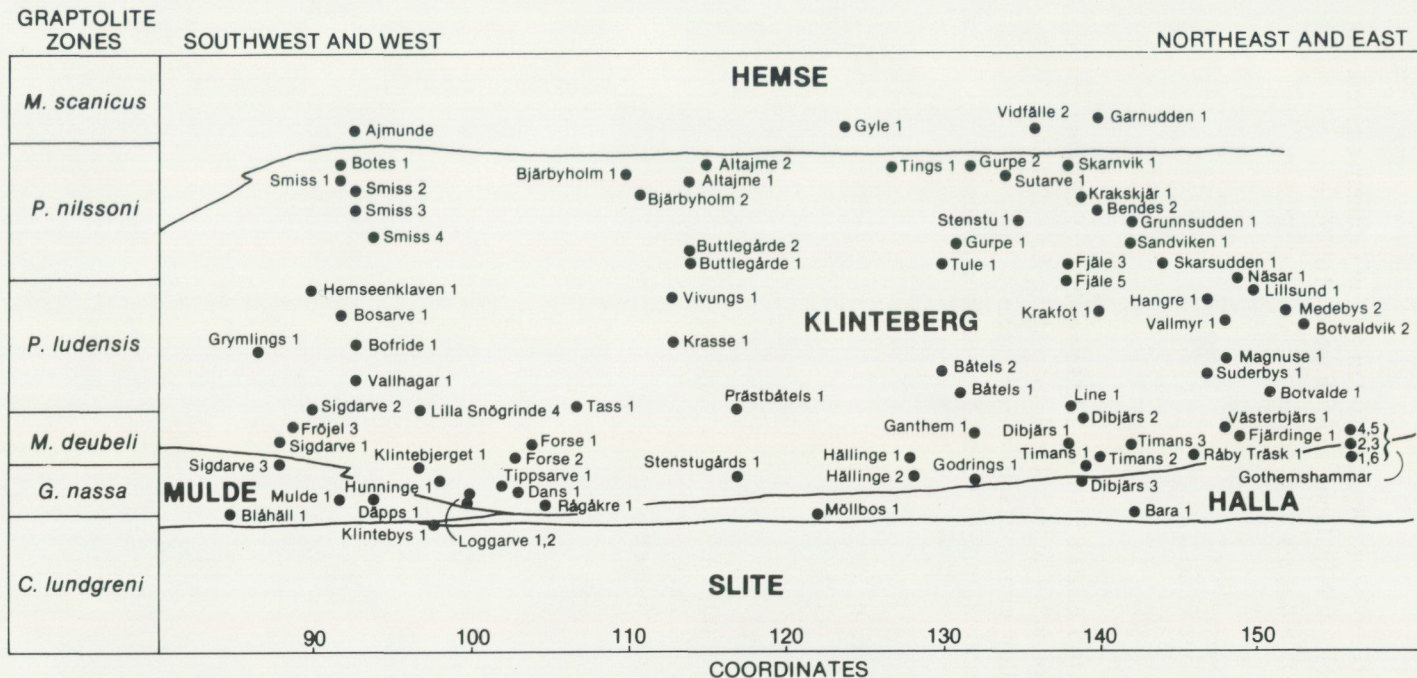 GRAPTOLITE
ZONES
SOUTHWEST AND WEST
NORTHEAST AND EAST
M. scanicus
P. nilssoni
P. ludensis
M. deubeli
G. nassa
C. lundgreni
HEMSE
Ajmunde
Gyle 1
Vidfälle 2
Garnudden 1
Botes 1
Smiss 1
Smiss 2
Smiss 3
Smiss 4
Bjärbyholm 1
Bjärbyholm 2
Altajme 2
Altajme 1
Buttlegårde 2
Buttlegårde 1
Tings 1
Gurpe 2
Sutarve 1
Skarnvik 1
Krakskjär 1
Bendes 2
Grunnsudden 1
Stenstu 1
Gurpe 1
Sandviken 1
Tule 1
Fjäle 3
Skarsudden 1
Fjäle 5
Näsar 1
Lillsund 1
Hemseenklaven 1
Bosarve 1
Grymlings 1
Bofride 1
Vallhagar 1
Vivungs 1
Krasse 1
KLINTEBERG
Krakfot 1
Hangre 1
Vallmyr 1
Medebys 2
Botvaldvik 2
Båtels 2
Båtels 1
Magnuse 1
Suderbys 1
Botvalde 1
Sigdarve 2
Lilla Snögrinde 4
Tass 1
Prästbåtels 1
Line 1
Dibjärs 2
Fröjel 3
Sigdarve 1
Forse 1
Forse 2
Ganthem 1
Dibjärs 1
Timans 3
Västerbjärs 1
Fjärdinge 1
4,5
2,3
1,6
Gothemshammar
Sigdarve 3
Klintebjerget 1
Tippsarve 1
Stenstugårds 1
Hällinge 1
Hällinge 2
Godrings 1
Timans 1
Timans 2
Råby Träsk 1
Dibjärs 3
MULDE
Mulde 1
Hunninge 1
Däpps 1
Dans 1
Rågåkre 1
Möllbos 1
Bara 1
HALLA
Blåhäll 1
Klintebys 1
Loggarve 1,2
SLITE
90 100 110 120 130 140 150
COORDINATES